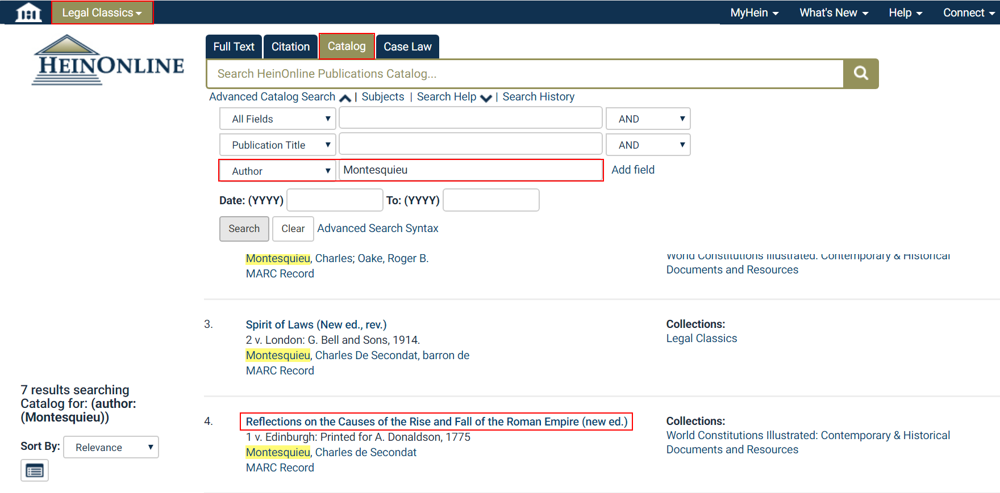 Legal Classics
MyHein
What's New
Help
Connect
HEINONLINE
Full Text
Citation
Catalog
Case Law
Search HeinOnline Publications Catalog...
Advanced Catalog Search | Subjects | Search Help | Search History
All Fields
AND
Publication Title
AND
Author
Montesquieu
Add field
Date: (YYYY)
To: (YYYY)
Search
Clear
Advanced Search Syntax
Montesquieu, Charles; Oake, Roger B.
MARC Record
World Constitutions Illustrated: Contemporary & Historical
Documents and Resources
3.
Spirit of Laws (New ed., rev.)
2 v. London: G. Bell and Sons, 1914.
Montesquieu, Charles De Secondat, barron de
MARC Record
Collections:
Legal Classics
7 results searching
Catalog for: (author:
(Montesquieu))
Sort By:
Relevance
4.
Reflections on the Causes of the Rise and Fall of the Roman Empire (new ed.)
1 v. Edinburgh: Printed for A. Donaldson, 1775
Montesquieu, Charles de Secondat
MARC Record
Collections:
World Constitutions Illustrated: Contemporary & Historical
Documents and Resources